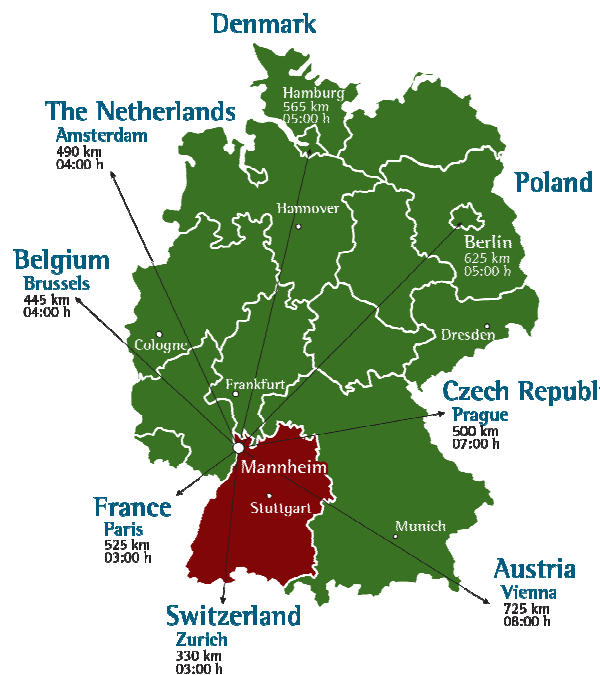 Denmark
Hamburg
565 km
05:00 h
The Netherlands
Amsterdam
490 km
04:00 h
Poland
Hannover
Berlin
625 km
05:00 h
Belgium
Brussels
445 km
04:00 h
Cologne
Dresden
Frankfurt
Czech Republi
Prague
500 km
07:00 h
Mannheim
Stuttgart
France
Paris
525 km
03:00 h
Munich
Austria
Vienna
725 km
08:00 h
Switzerland
Zurich
330 km
03:00 h